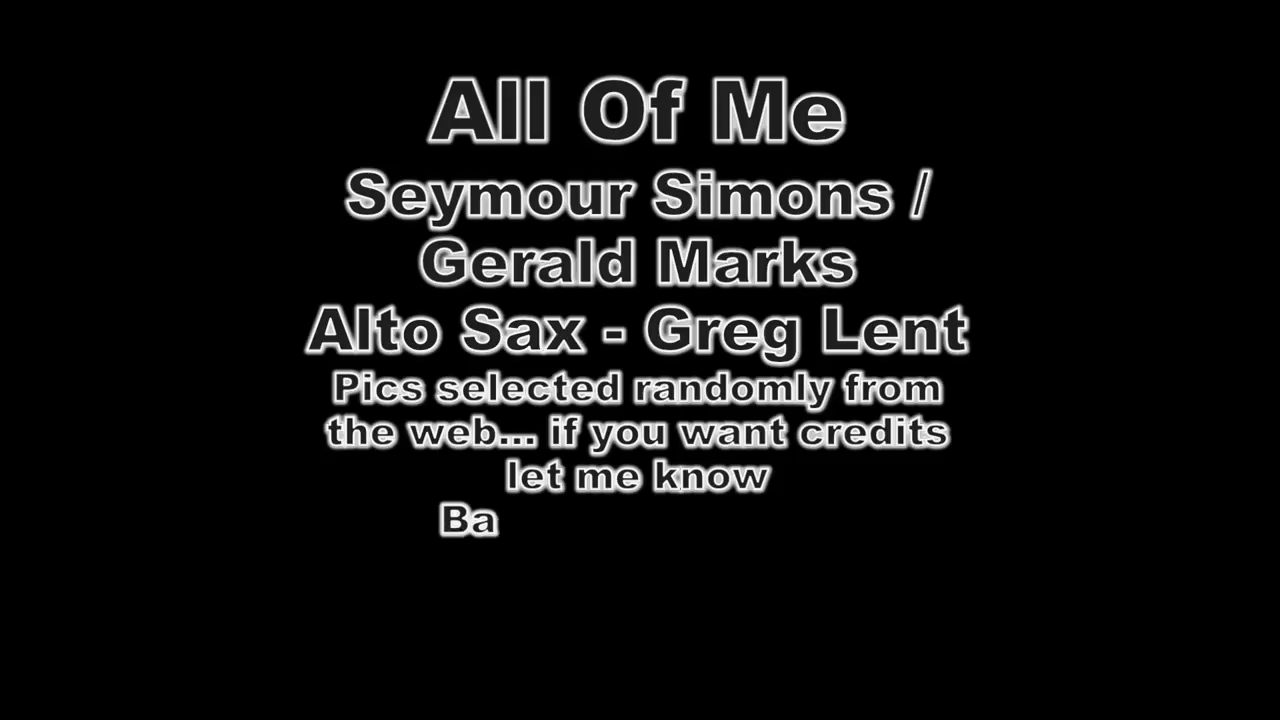 All Of Me
Seymour Simons /
Gerald Marks
Alto Sax - Greg Lent
Pics selected randomly from
the web... if you want credits
let me know
Ba